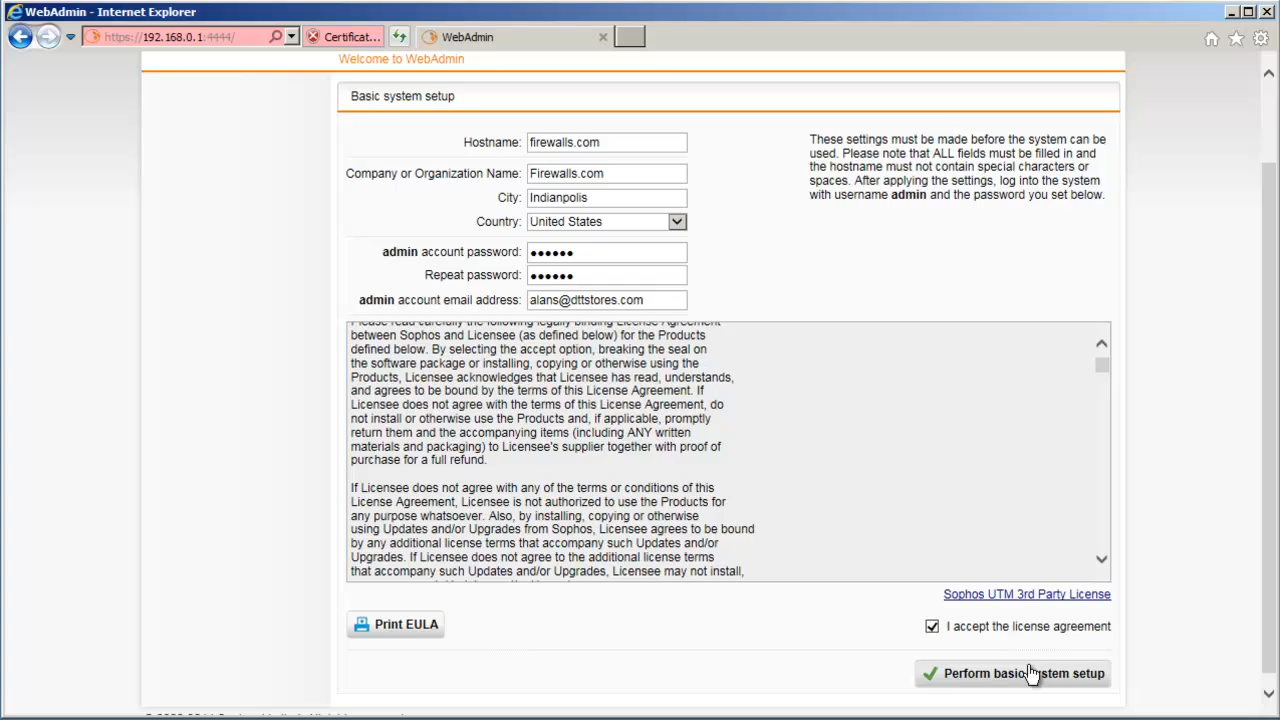 WebAdmin - Internet Explorer
https://192.168.0.1:4444/
Certificat...
WebAdmin
Welcome to WebAdmin
Basic system setup
Hostname: firewalls.com
Company or Organization Name: Firewalls.com
City: Indianpolis
Country: United States
admin account password: ●●●●●●
Repeat password: ●●●●●●
admin account email address: alans@dttstores.com
These settings must be made before the system can be
used. Please note that ALL fields must be filled in and
the hostname must not contain special characters or
spaces. After applying the settings, log into the system
with username admin and the password you set below.
Please read carefully the following legally binding License Agreement
between Sophos and Licensee (as defined below) for the Products
defined below. By selecting the accept option, breaking the seal on
the software package or installing, copying or otherwise using the
Products, Licensee acknowledges that Licensee has read, understands,
and agrees to be bound by the terms of this License Agreement. If
Licensee does not agree with the terms of this License Agreement, do
not install or otherwise use the Products and, if applicable, promptly
return them and the accompanying items (including ANY written
materials and packaging) to Licensee's supplier together with proof of
purchase for a full refund.
If Licensee does not agree with any of the terms or conditions of this
License Agreement, Licensee is not authorized to use the Products for
any purpose whatsoever. Also, by installing, copying or otherwise
using Updates and/or Upgrades from Sophos, Licensee agrees to be bound
by any additional license terms that accompany such Updates and/or
Upgrades. If Licensee does not agree to the additional license terms
that accompany such Updates and/or Upgrades, Licensee may not install,
Sophos UTM 3rd Party License
Print EULA
I accept the license agreement
Perform basic system setup